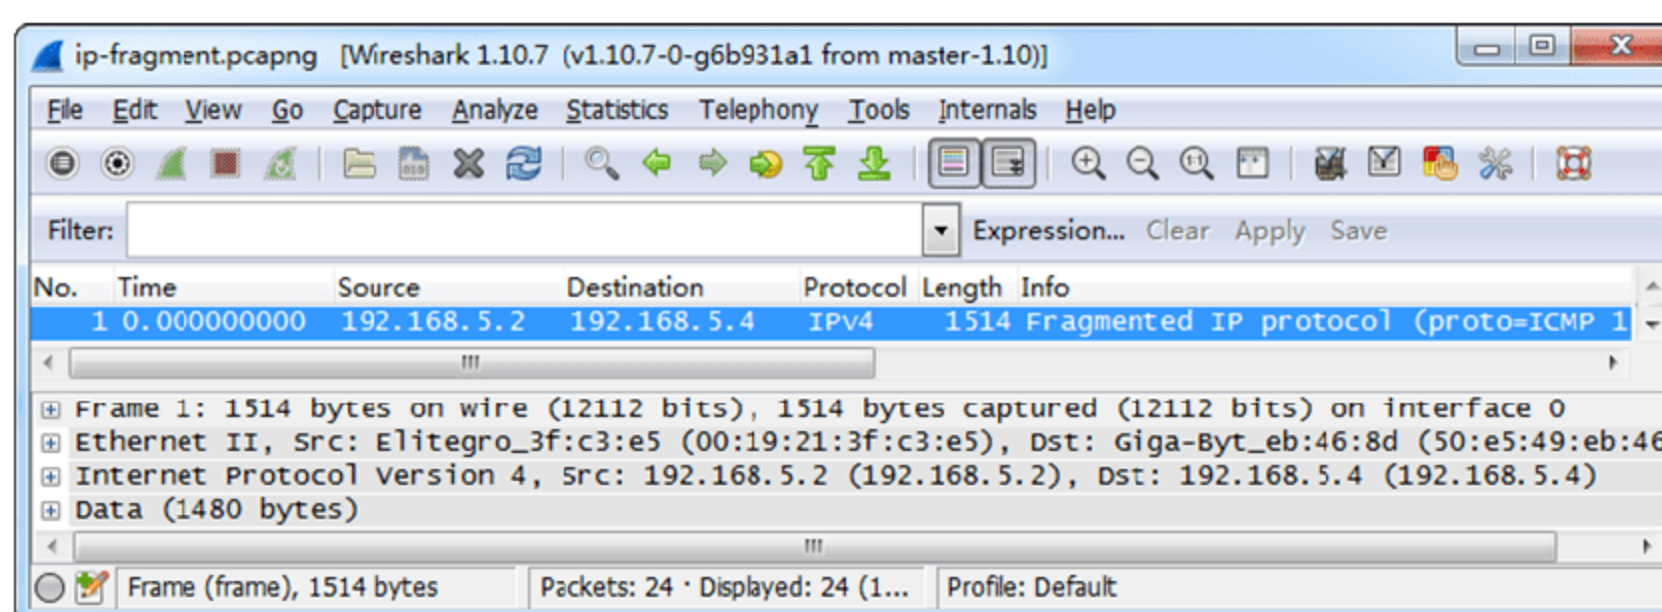 ip-fragment.pcapng [Wireshark 1.10.7 (v1.10.7-0-g6b931a1 from master-1.10)]
File Edit View Go Capture Analyze Statistics Telephony Tools Internals Help
Filter: Expression... Clear Apply Save
No. Time Source Destination Protocol Length Info
1 0.000000000 192.168.5.2 192.168.5.4 IPv4 1514 Fragmented IP protocol (proto=ICMP 1
Frame 1: 1514 bytes on wire (12112 bits), 1514 bytes captured (12112 bits) on interface 0
Ethernet II, Src: Elitegro_3f:c3:e5 (00:19:21:3f:c3:e5), Dst: Giga-Byt_eb:46:8d (50:e5:49:eb:46
Internet Protocol Version 4, Src: 192.168.5.2 (192.168.5.2), Dst: 192.168.5.4 (192.168.5.4)
Data (1480 bytes)
Frame (frame), 1514 bytes Packets: 24 · Displayed: 24 (1... Profile: Default